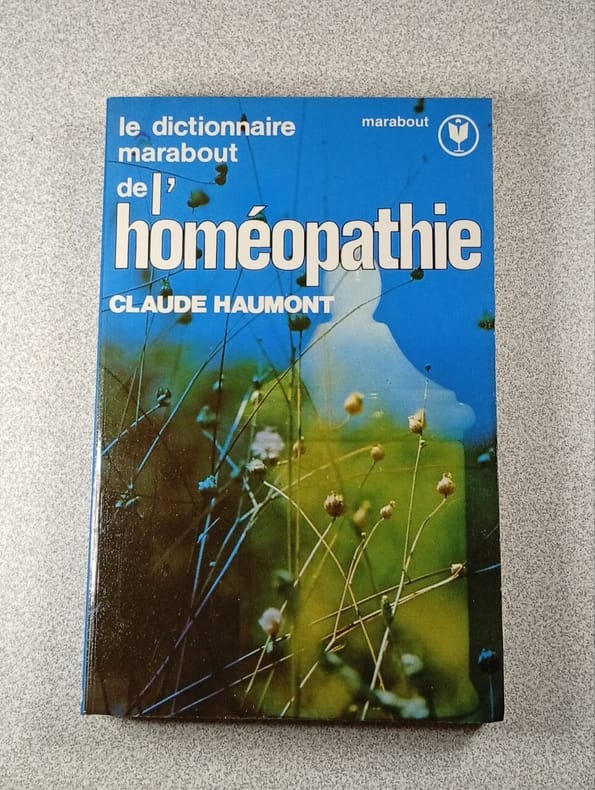 le dictionnaire
marabout
marabout
de l'
homéopathie
CLAUDE HAUMONT